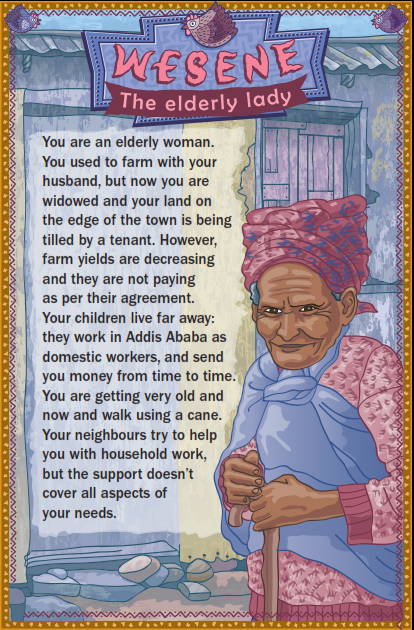 WESENE
The elderly lady
You are an elderly woman.
You used to farm with your
husband, but now you are
widowed and your land on
the edge of the town is being
tilled by a tenant. However,
farm yields are decreasing
and they are not paying
as per their agreement.
Your children live far away:
they work in Addis Ababa as
domestic workers, and send
you money from time to time.
You are getting very old and
now and walk using a cane.
Your neighbours try to help
you with household work,
but the support doesn't
cover all aspects of
your needs.